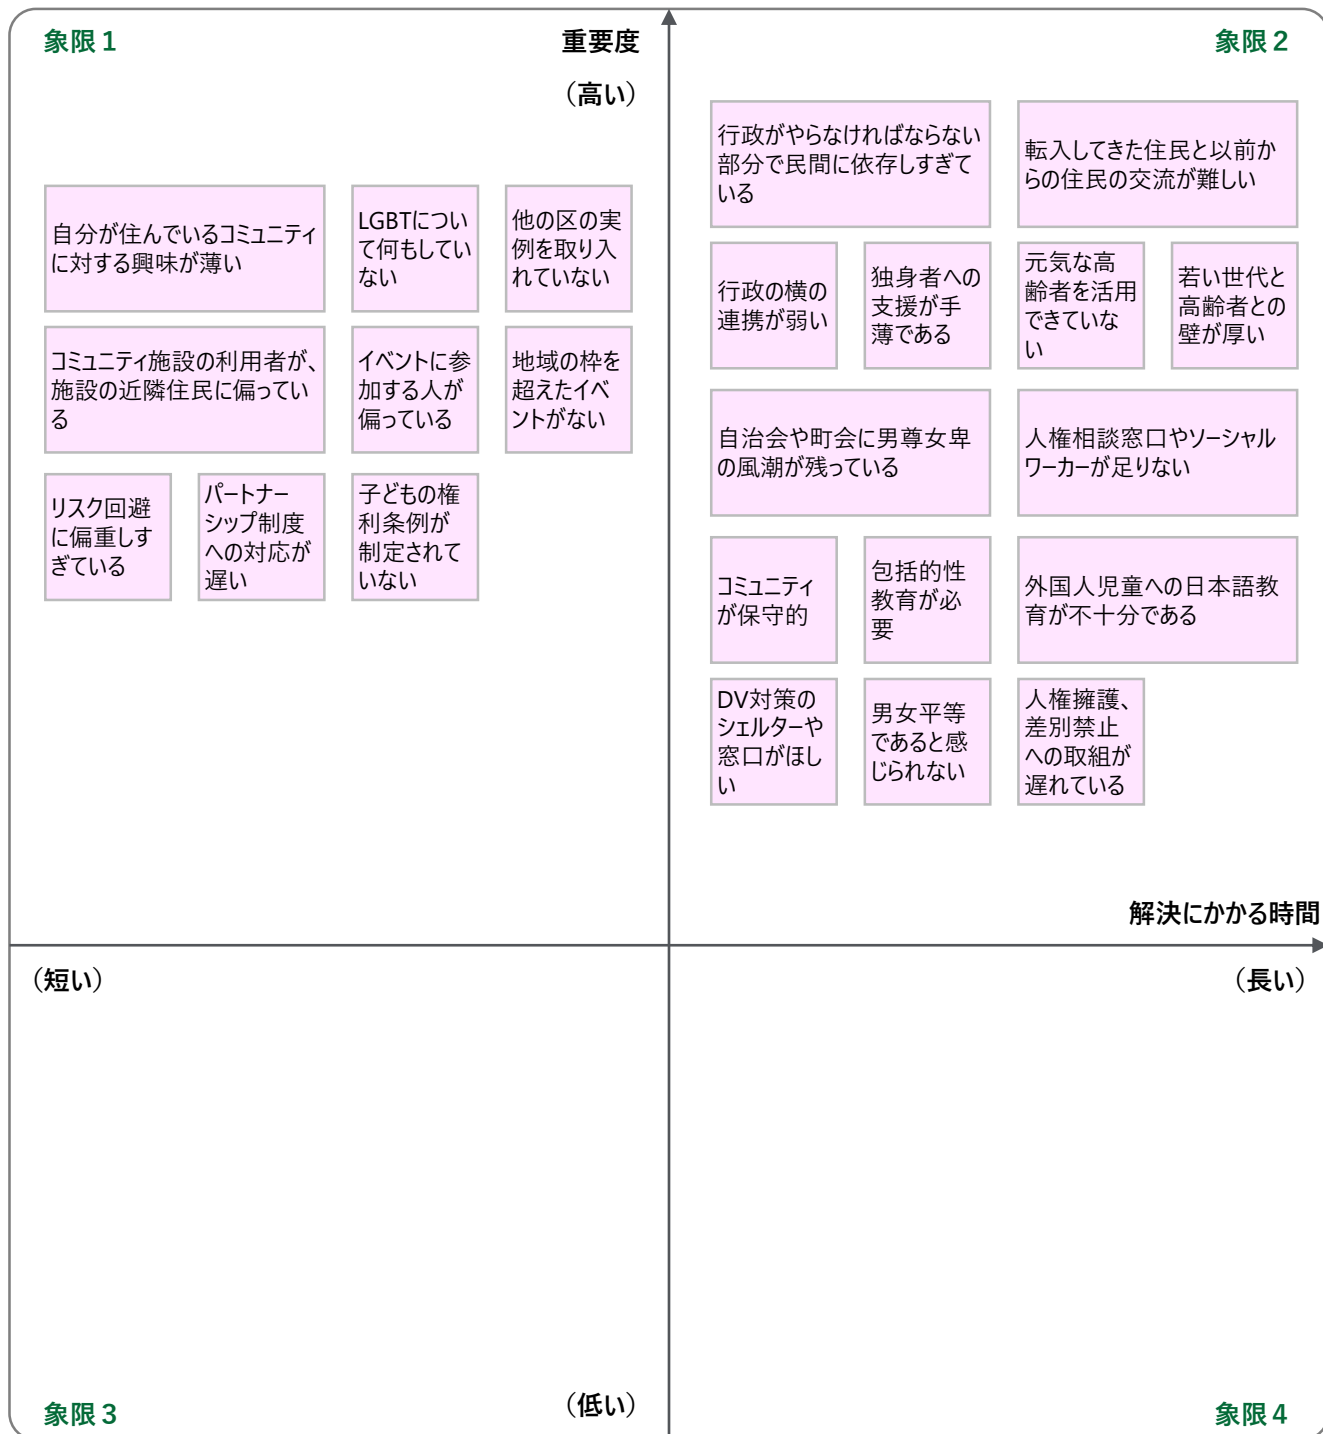 象限1
重要度
（高い）
象限2
自分が住んでいるコミュニティ
に対する興味が薄い
LGBTについ
て何もしてい
ない
他の区の実
例を取り入
れていない
コミュニティ施設の利用者が、
施設の近隣住民に偏ってい
る
イベントに参
加する人が
偏っている
地域の枠を
超えたイベ
ントがない
リスク回避
に偏重しす
ぎている
パートナー
シップ制度
への対応が
遅い
子どもの権
利条例が
制定されて
いない
行政がやらなければならない
部分で民間に依存しすぎて
いる
転入してきた住民と以前か
らの住民の交流が難しい
行政の横の
連携が弱い
独身者への
支援が手
薄である
元気な高
齢者を活用
できていな
い
若い世代と
高齢者との
壁が厚い
自治会や町会に男尊女卑
の風潮が残っている
人権相談窓口やソーシャル
ワーカーが足りない
コミュニティ
が保守的
包括的性
教育が必
要
外国人児童への日本語教
育が不十分である
DV対策の
シェルターや
窓口がほし
い
男女平等
であると感
じられない
人権擁護、
差別禁止
への取組が
遅れている
解決にかかる時間
（短い）
（長い）
象限3
（低い）
象限4